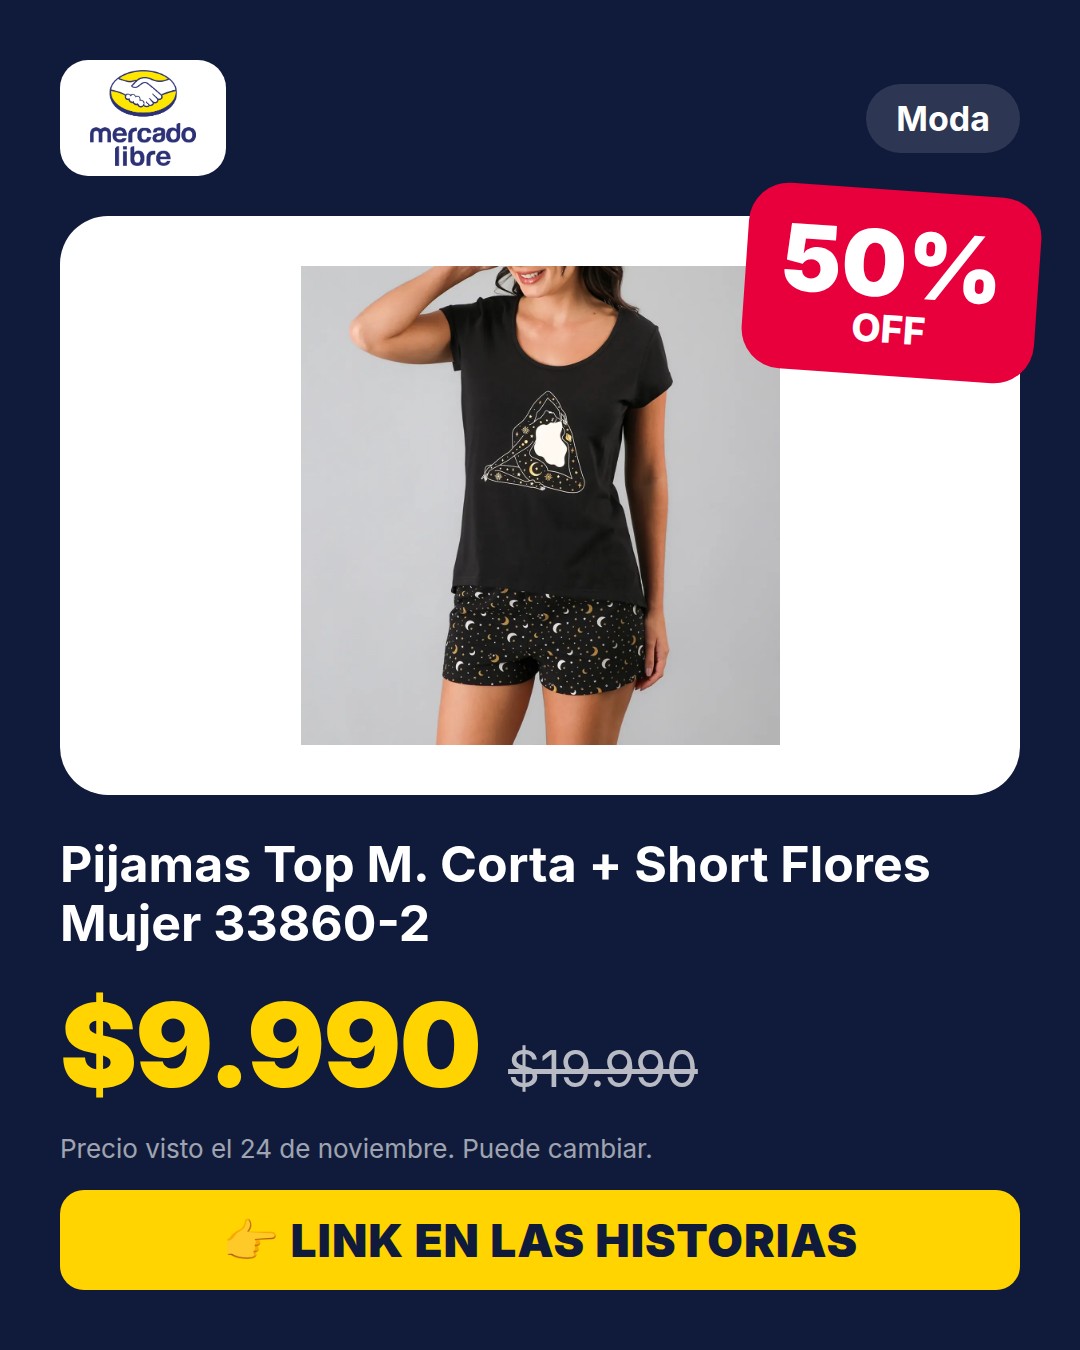 mercado
libre
Moda
50%
OFF
Pijamas Top M. Corta + Short Flores
Mujer 33860-2
$9.990 $19.990
Precio visto el 24 de noviembre. Puede cambiar.
👉 LINK EN LAS HISTORIAS